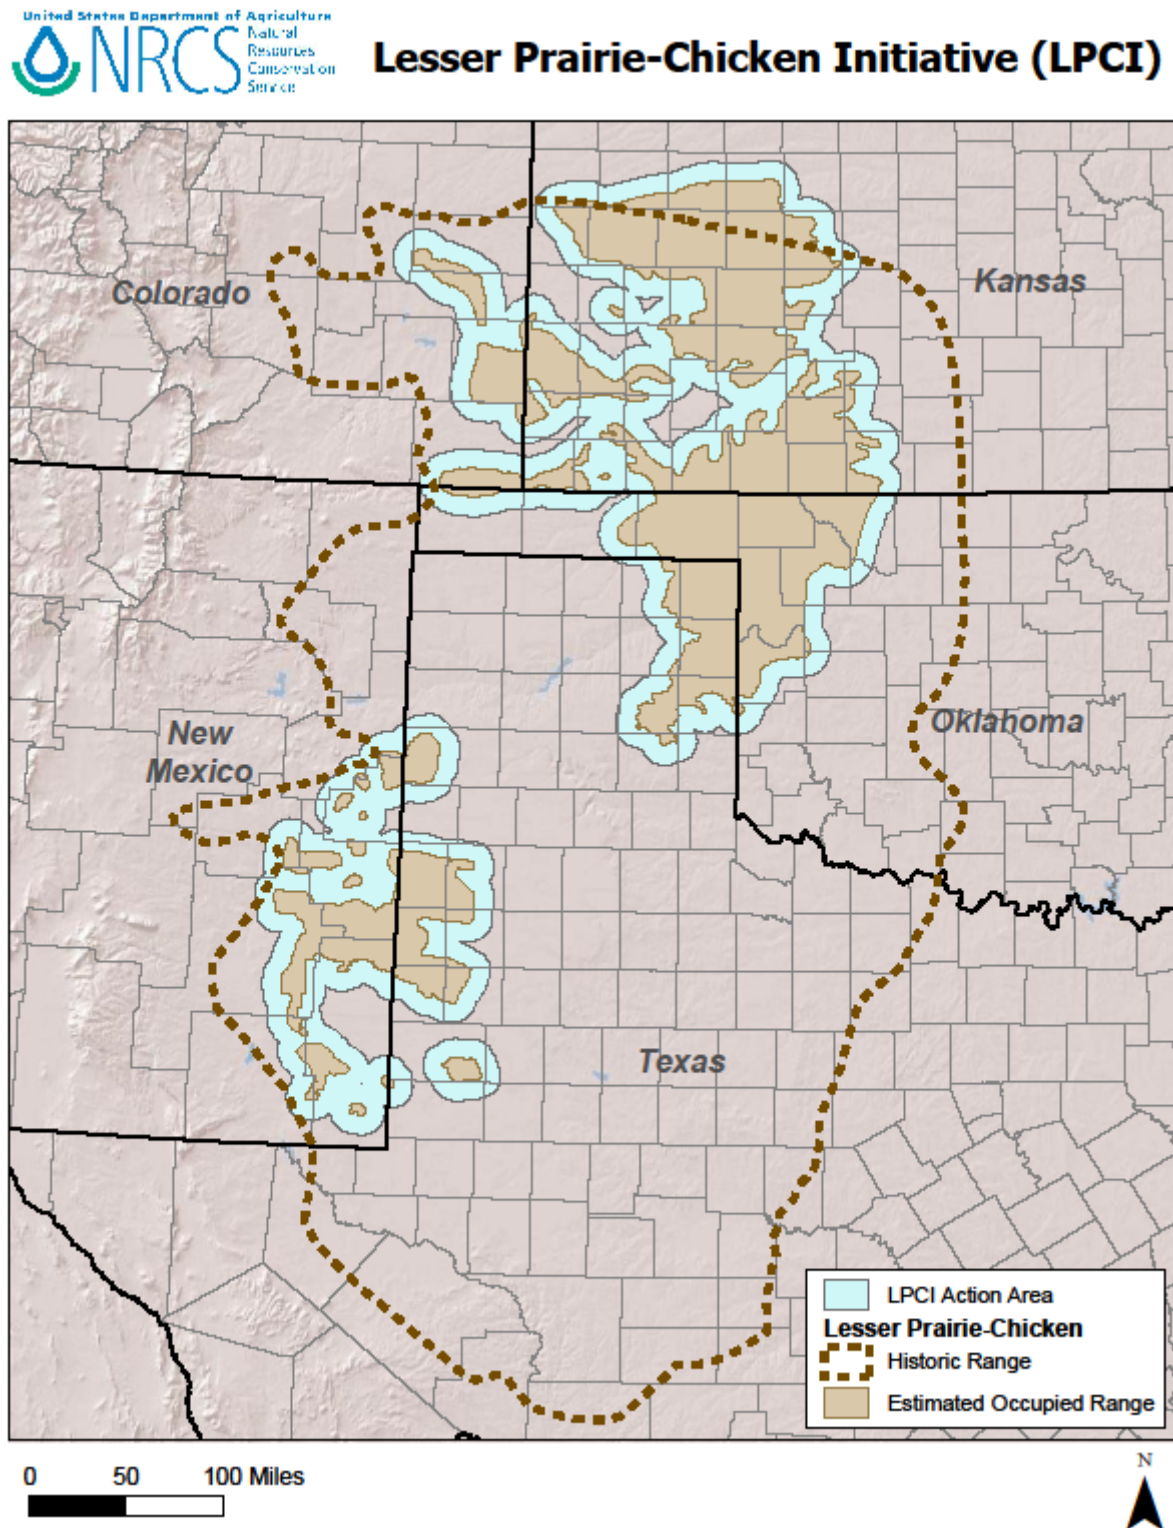 United States Department of Agriculture
NRCS
Natural
Resources
Conservation
Service
Lesser Prairie-Chicken Initiative (LPCI)
Colorado
Kansas
New
Mexico
Oklahoma
Texas
LPCI Action Area
Lesser Prairie-Chicken
Historic Range
Estimated Occupied Range
0 50 100 Miles
N